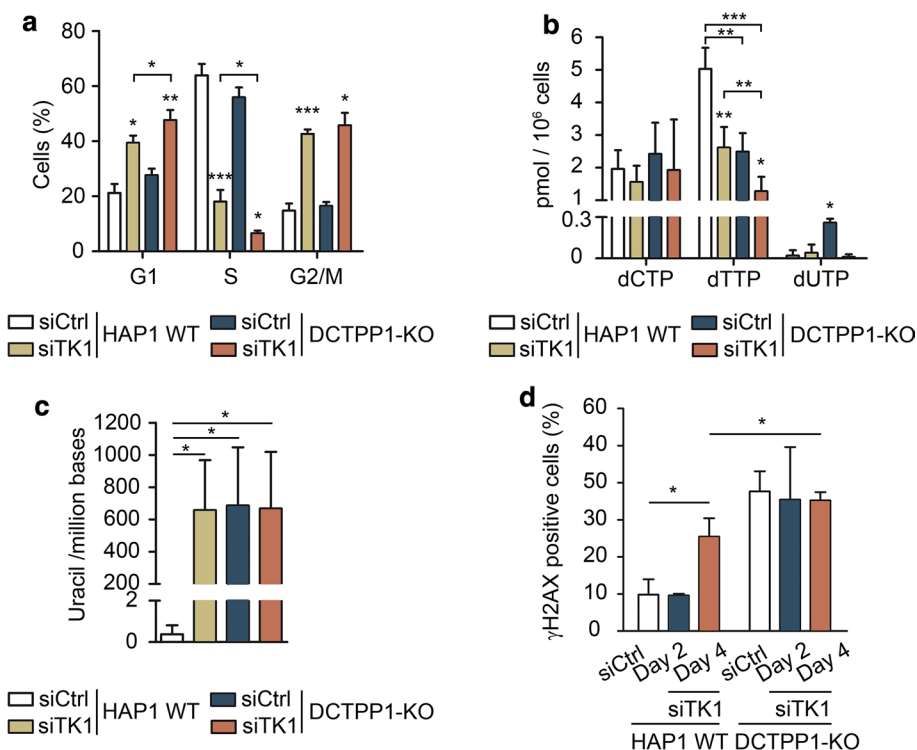 a
Cells (%)
80
60
40
20
0
* * ** *** * * *** *
G1 S G2/M
siCtrl
siTK1
HAP1 WT
siCtrl
siTK1
DCTPP1-KO
b
pmol / 10⁶ cells
6
5
4
3
2
1
0.3
0
***
**
**
** * *
dCTP dTTP dUTP
siCtrl
siTK1
HAP1 WT
siCtrl
siTK1
DCTPP1-KO
c
Uracil /million bases
1200
1000
800
600
400
200
2
0
*
*
*
siCtrl
siTK1
HAP1 WT
siCtrl
siTK1
DCTPP1-KO
d
γH2AX positive cells (%)
60
40
50
30
20
10
0
*
*
siCtrl Day 2 Day 4 siCtrl Day 2 Day 4
siTK1 siTK1
HAP1 WT DCTPP1-KO